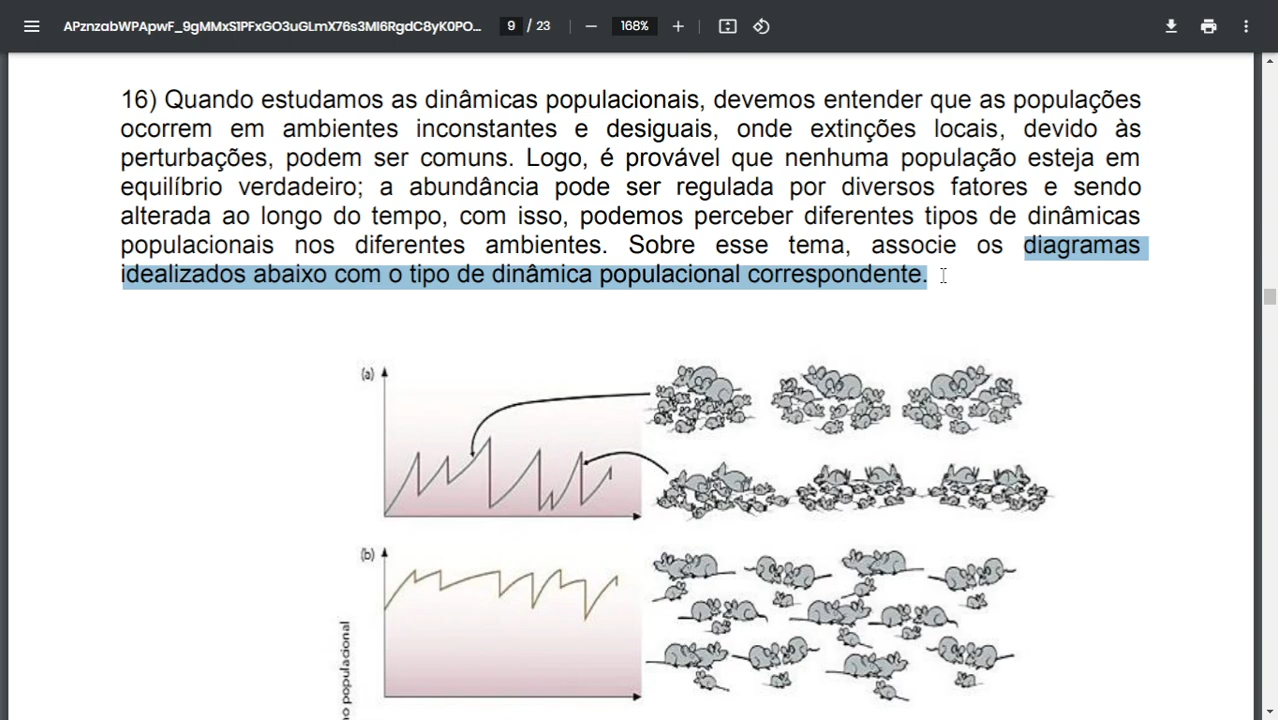 APznzabWPApwF_9gMMxS1PFxGO3uGLmX76s3MI6RgdC8yK0PO... 9 / 23 168%
16) Quando estudamos as dinâmicas populacionais, devemos entender que as populações
ocorrem em ambientes inconstantes e desiguais, onde extinções locais, devido às
perturbações, podem ser comuns. Logo, é provável que nenhuma população esteja em
equilíbrio verdadeiro; a abundância pode ser regulada por diversos fatores e sendo
alterada ao longo do tempo, com isso, podemos perceber diferentes tipos de dinâmicas
populacionais nos diferentes ambientes. Sobre esse tema, associe os diagramas
idealizados abaixo com o tipo de dinâmica populacional correspondente.
(a)
(b)
populacional